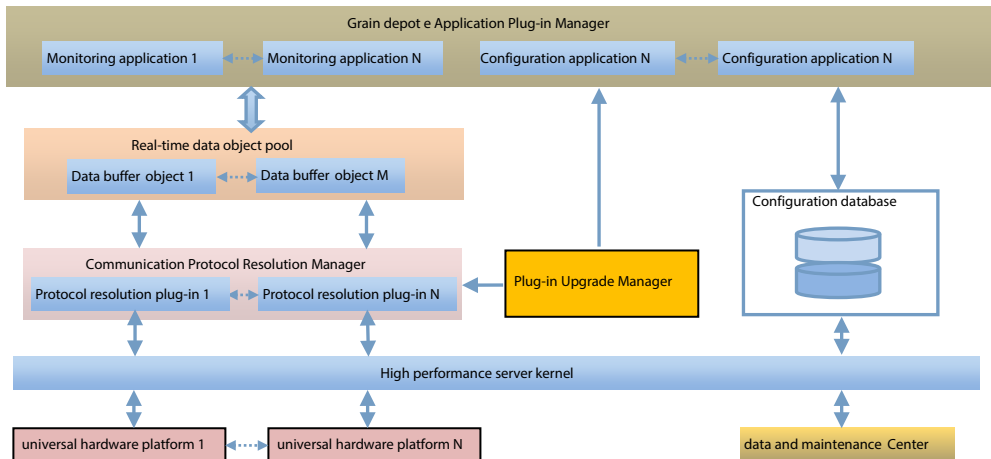 Grain depot e Application Plug-in Manager
Monitoring application 1
Monitoring application N
Configuration application N
Configuration application N
Real-time data object pool
Data buffer object 1
Data buffer object M
Configuration database
Communication Protocol Resolution Manager
Protocol resolution plug-in 1
Protocol resolution plug-in N
Plug-in Upgrade Manager
High performance server kernel
universal hardware platform 1
universal hardware platform N
data and maintenance Center